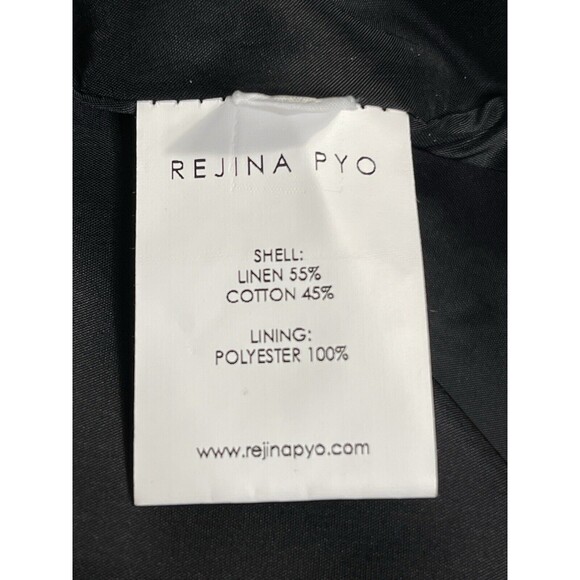 REJINA PYO
SHELL:
LINEN 55%
COTTON 45%
LINING:
POLYESTER 100%
www.rejinapyo.com